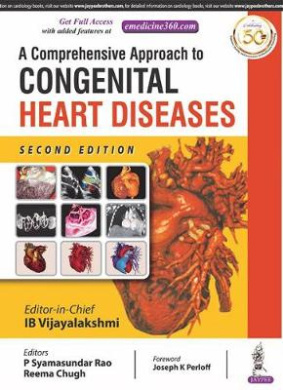 Get Full Access
with added features at
emedicine360.com
50
A Comprehensive Approach to
CONGENITAL
HEART DISEASES
SECOND EDITION
Editor-in-Chief
IB Vijayalakshmi
Editors
P Syamasundar Rao
Reema Chugh
Foreword
Joseph K Perloff
JAYPEE